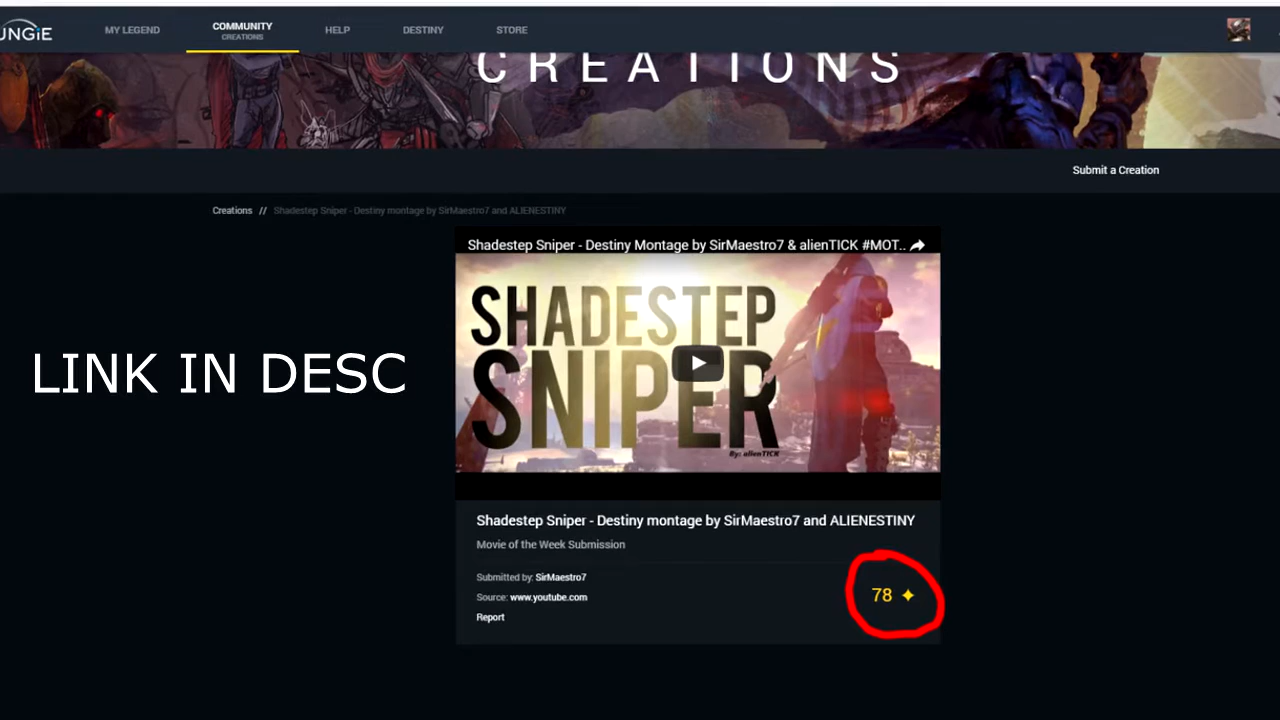 UNGiE
MY LEGEND
COMMUNITY
CREATIONS
HELP
DESTINY
STORE
CREATIONS
Submit a Creation
Creations // Shadestep Sniper - Destiny montage by SirMaestro7 and ALIENESTINY
Shadestep Sniper - Destiny Montage by SirMaestro7 & alienTICK #MOT..
SHADESTEP
SNIPER
By: alienTICK
LINK IN DESC
Shadestep Sniper - Destiny montage by SirMaestro7 and ALIENESTINY
Movie of the Week Submission
Submitted by: SirMaestro7
Source: www.youtube.com
Report
78